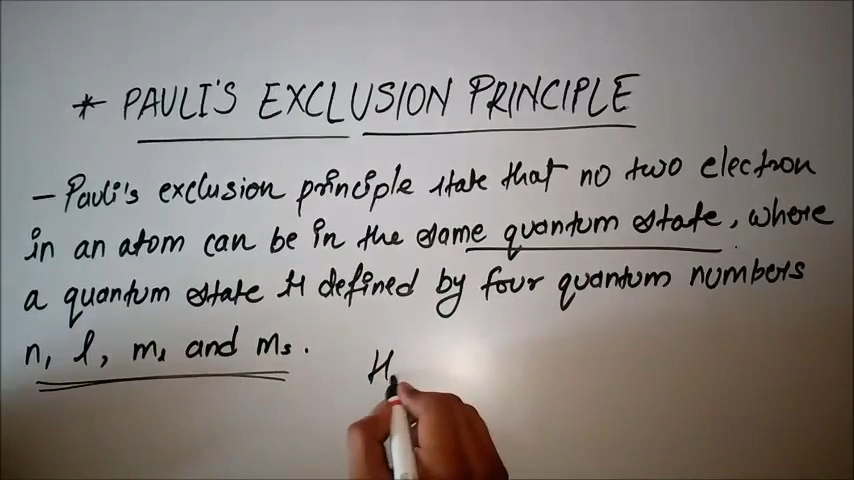 * PAULI'S EXCLUSION PRINCIPLE
- Pauli's exclusion principle state that no two electron
in an atom can be in the same quantum state, where
a quantum state is defined by four quantum numbers
n, l, ml and ms.
H